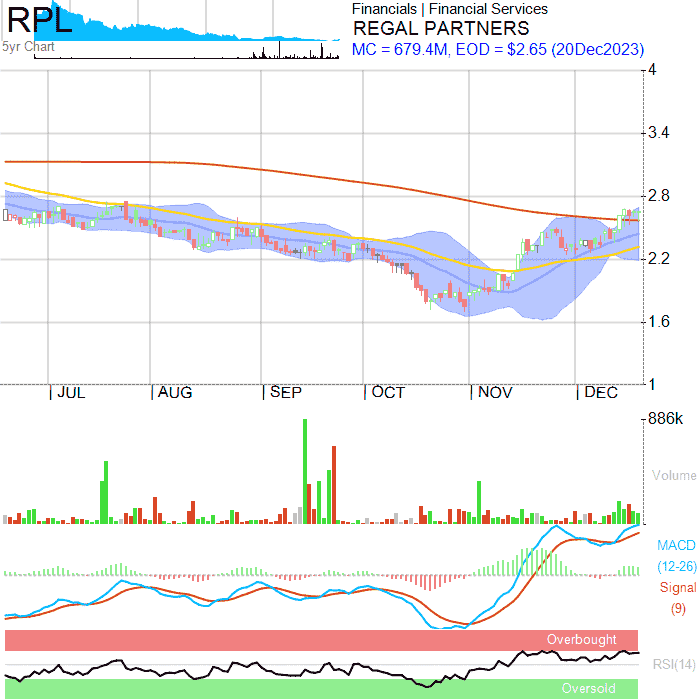 RPL
5yr Chart
Financials | Financial Services
REGAL PARTNERS
MC = 679.4M, EOD = $2.65 (20Dec2023)
4
3.4
2.8
2.2
1.6
1
JUL AUG SEP OCT NOV DEC
886k
Volume
MACD
(12-26)
Signal
(9)
Overbought
RSI(14)
Oversold